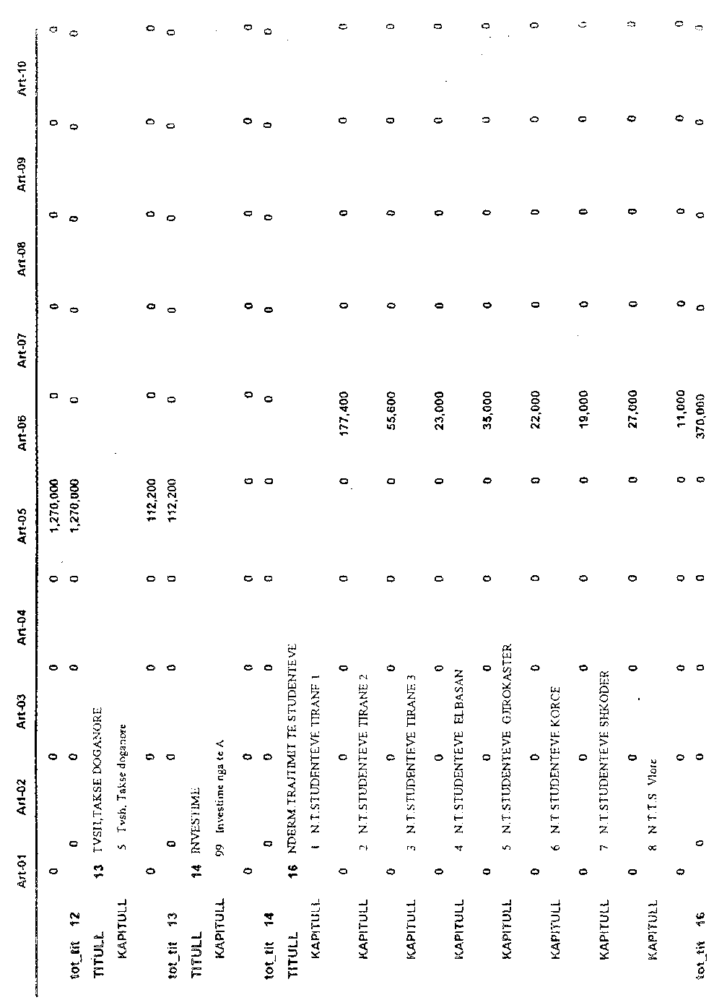 Art-01 Art-02 Art-03 Art-04 Art-05 Art-06 Art-07 Art-08 Art-09 Art-10
0 0 0 0 1,270,000 0 0 0 0 0
tot_tit 12 0 0 0 0 1,270,000 0 0 0 0 0
TITULL 13 TVSH,TAKSE DOGANORE
KAPITULL 5 Tvsh, Takse doganore
0 0 0 0 112,200 0 0 0 0 0
tot_tit 13 0 0 0 0 112,200 0 0 0 0 0
TITULL 14 INVESTIME
KAPITULL 99 Investime nga te A
0 0 0 0 0 0 0 0 0 0
tot_tit 14 0 0 0 0 0 0 0 0 0 0
TITULL 16 NDERM.TRAJTIMIT TE STUDENTEVE
KAPITULL 1 N.T.STUDENTEVE TIRANE 1
0 0 0 0 0 177,400 0 0 0 0
KAPITULL 2 N.T.STUDENTEVE TIRANE 2
0 0 0 0 0 55,600 0 0 0 0
KAPITULL 3 N.T.STUDENTEVE TIRANE 3
0 0 0 0 0 23,000 0 0 0 0
KAPITULL 4 N.T.STUDENTEVE ELBASAN
0 0 0 0 0 35,000 0 0 0 0
KAPITULL 5 N.T.STUDENTEVE GJIROKASTER
0 0 0 0 0 22,000 0 0 0 0
KAPITULL 6 N.T STUDENTEVE KORCE
0 0 0 0 0 19,000 0 0 0 0
KAPITULL 7 N.T.STUDENTEVE SHKODER
0 0 0 0 0 27,000 0 0 0 0
KAPITULL 8 N T.T.S Vlore
0 0 0 0 0 11,000 0 0 0 0
tot_tit 16 0 0 0 0 0 370,000 0 0 0 0